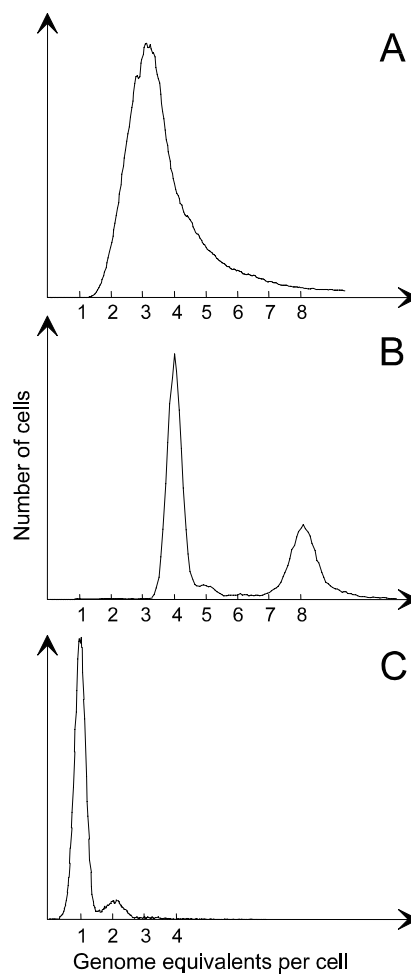 A
1 2 3 4 5 6 7 8
B
Number of cells
1 2 3 4 5 6 7 8
C
1 2 3 4
Genome equivalents per cell